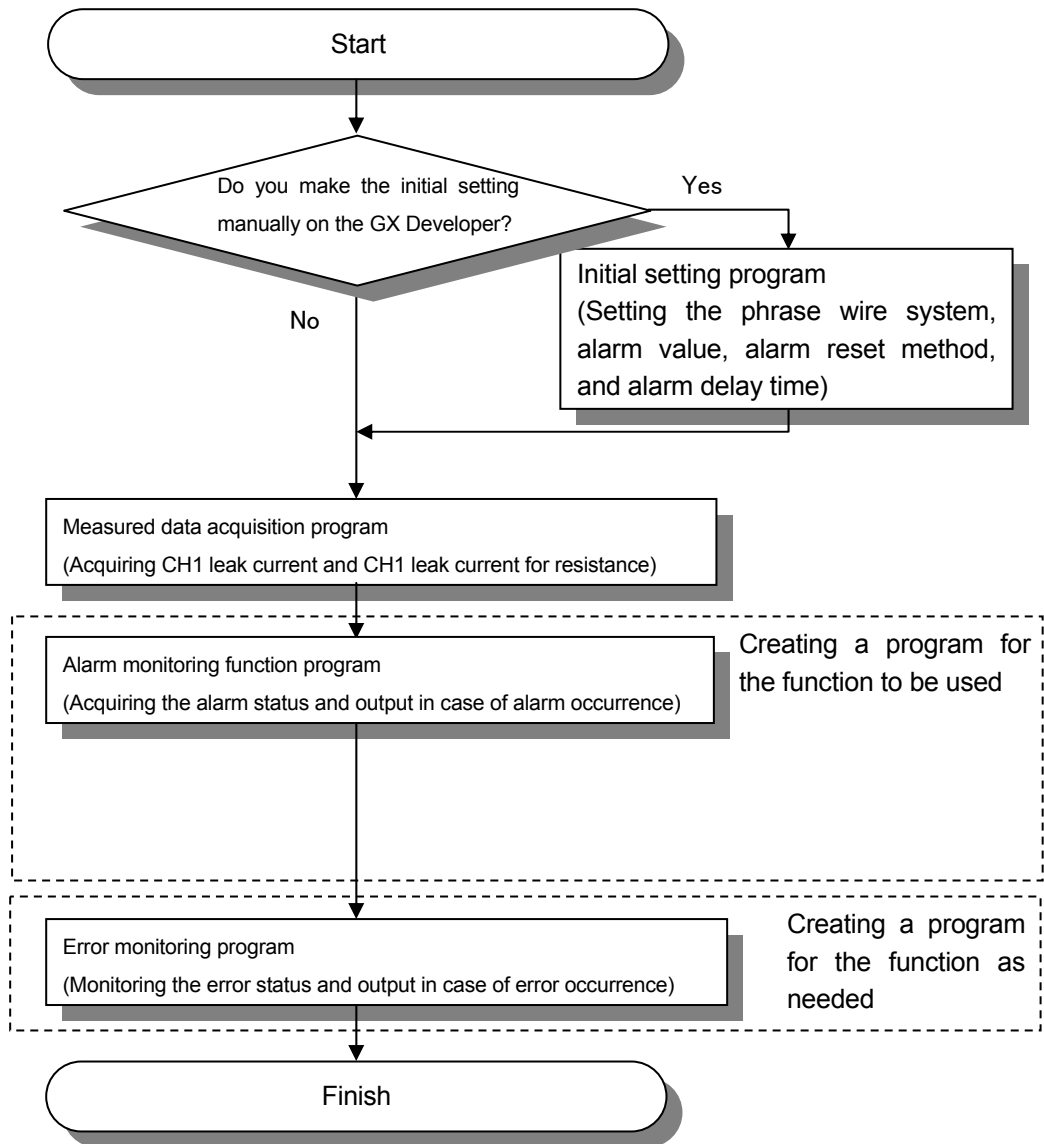 Start
Do you make the initial setting
manually on the GX Developer?
Yes
No
Initial setting program
(Setting the phrase wire system,
alarm value, alarm reset method,
and alarm delay time)
Measured data acquisition program
(Acquiring CH1 leak current and CH1 leak current for resistance)
Creating a program for
the function to be used
Alarm monitoring function program
(Acquiring the alarm status and output in case of alarm occurrence)
Creating a program
for the function as
needed
Error monitoring program
(Monitoring the error status and output in case of error occurrence)
Finish